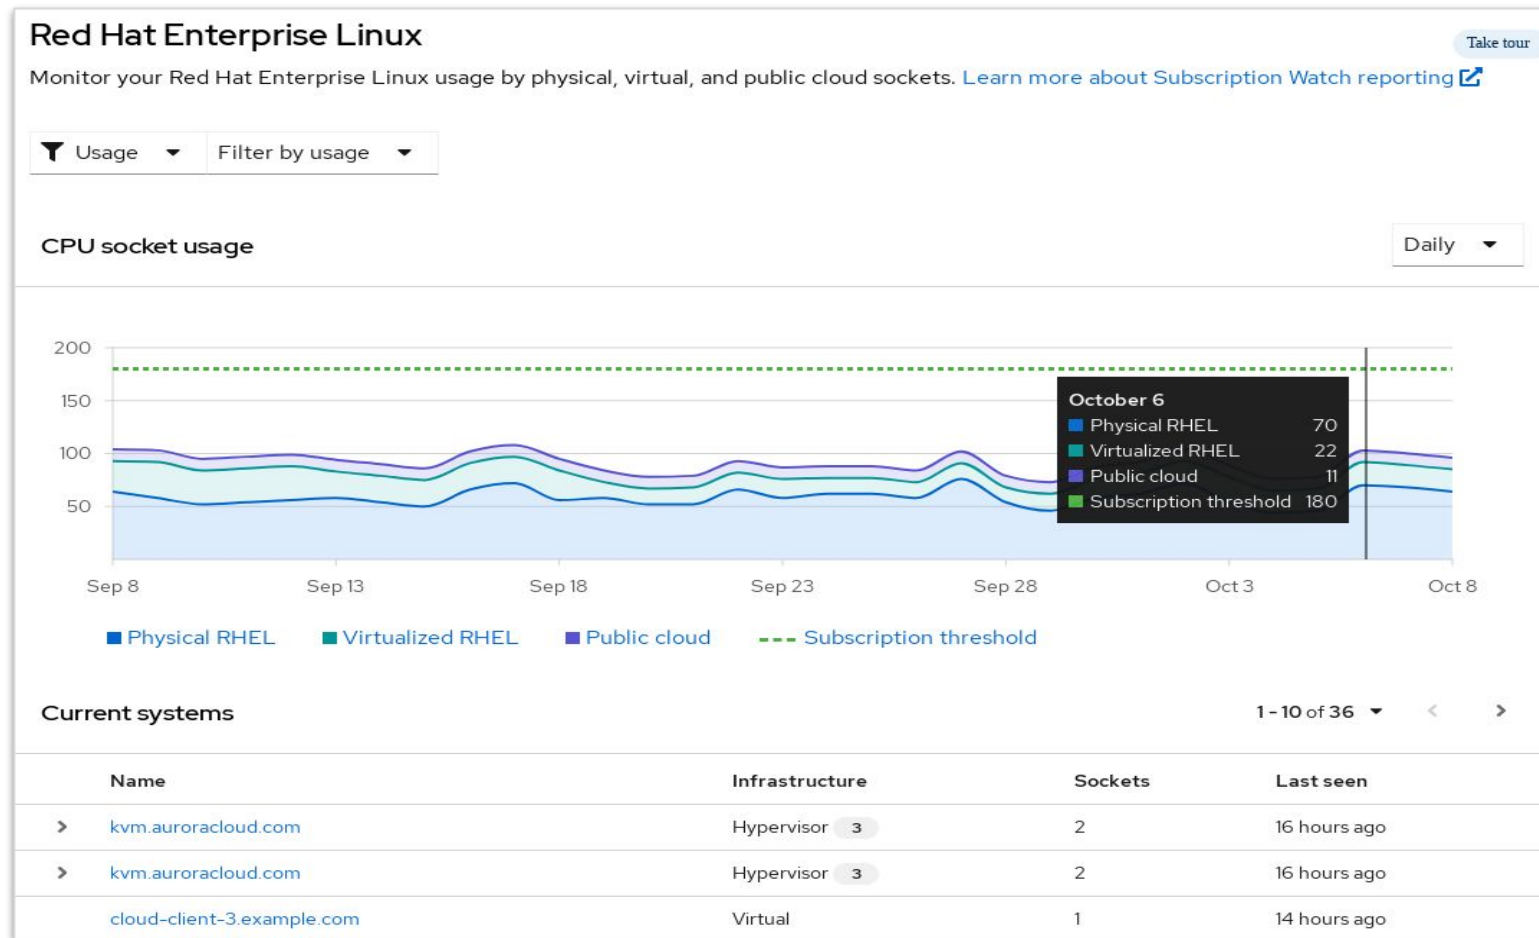 Red Hat Enterprise Linux
Take tour
Monitor your Red Hat Enterprise Linux usage by physical, virtual, and public cloud sockets. Learn more about Subscription Watch reporting
Usage Filter by usage
CPU socket usage Daily
200
150
100
50
October 6
Physical RHEL 70
Virtualized RHEL 22
Public cloud 11
Subscription threshold 180
Sep 8 Sep 13 Sep 18 Sep 23 Sep 28 Oct 3 Oct 8
Physical RHEL Virtualized RHEL Public cloud Subscription threshold
Current systems 1 - 10 of 36
Name Infrastructure Sockets Last seen
kvm.auroracloud.com Hypervisor 3 2 16 hours ago
kvm.auroracloud.com Hypervisor 3 2 16 hours ago
cloud-client-3.example.com Virtual 1 14 hours ago